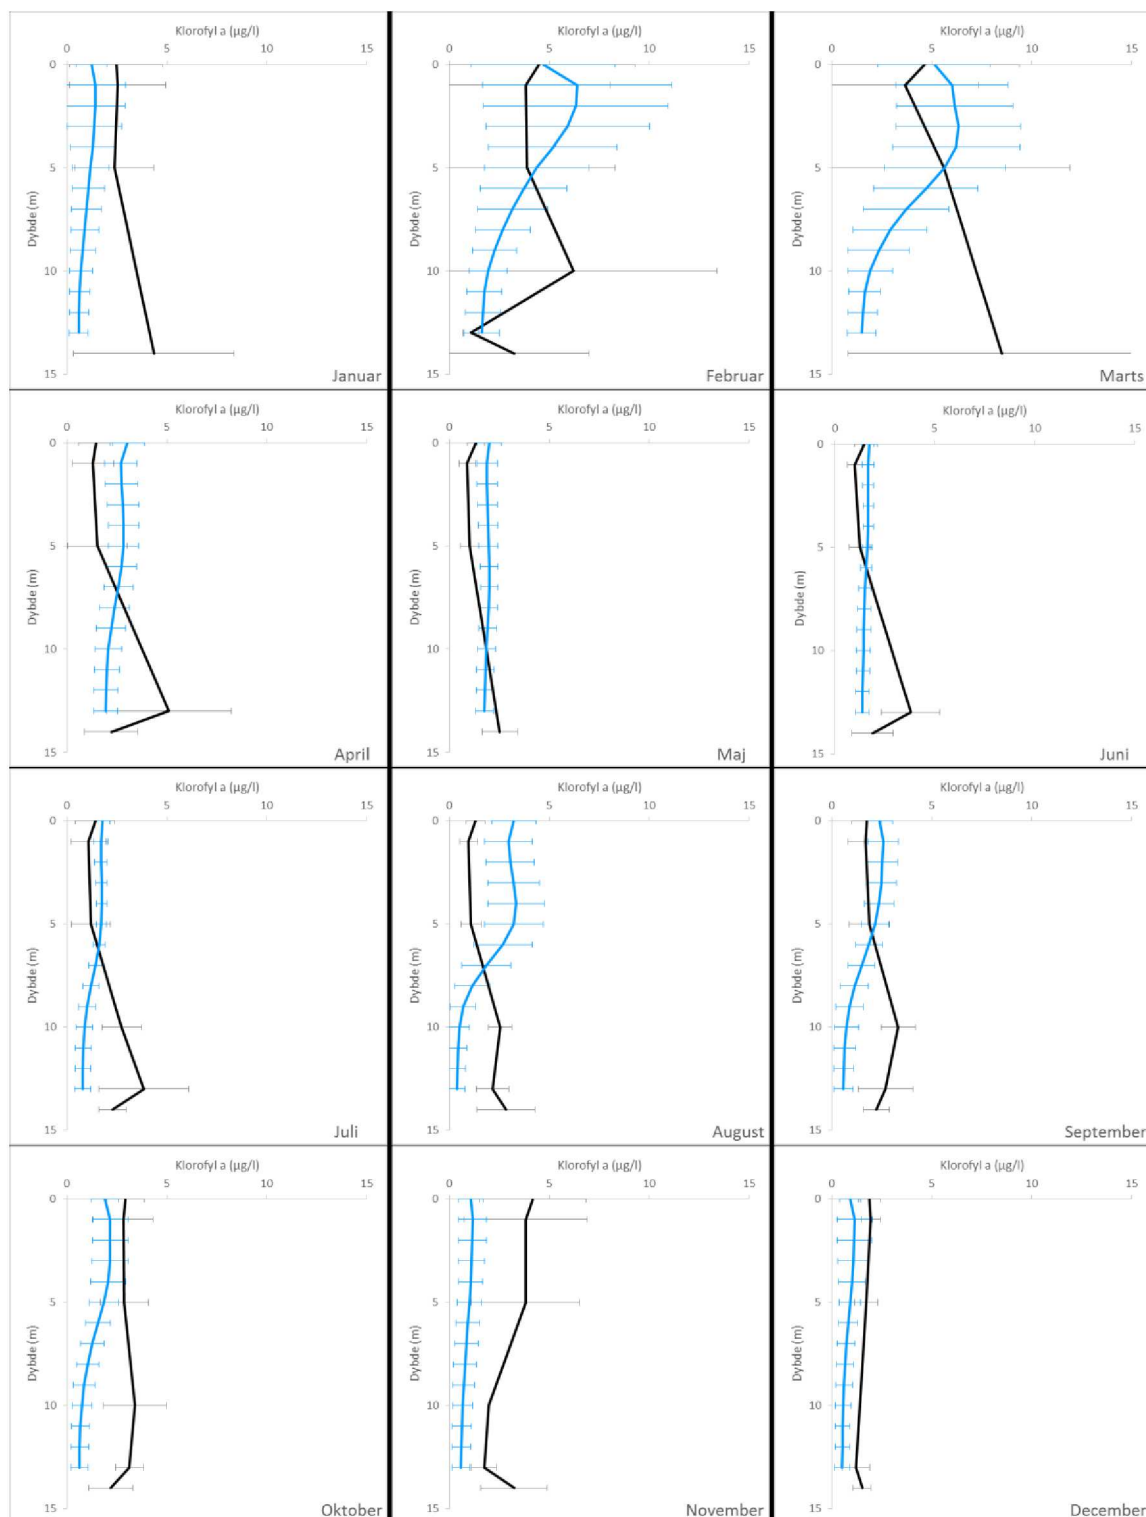 Klorofyl a (µg/l) Klorofyl a (µg/l) Klorofyl a (µg/l)
0 5 10 15 0 5 10 15 0 5 10 15
0 0 0
5 5 5
Dybde (m) Dybde (m) Dybde (m)
10 10 10
15 Januar 15 Februar 15 Marts
Klorofyl a (µg/l) Klorofyl a (µg/l) Klorofyl a (µg/l)
0 5 10 15 0 5 10 15 0 5 10 15
0 0 0
5 5 5
Dybde (m) Dybde (m) Dybde (m)
10 10 10
15 April 15 Maj 15 Juni
Klorofyl a (µg/l) Klorofyl a (µg/l) Klorofyl a (µg/l)
0 5 10 15 0 5 10 15 0 5 10 15
0 0 0
5 5 5
Dybde (m) Dybde (m) Dybde (m)
10 10 10
15 Juli 15 August 15 September
Klorofyl a (µg/l) Klorofyl a (µg/l) Klorofyl a (µg/l)
0 5 10 15 0 5 10 15 0 5 10 15
0 0 0
5 5 5
Dybde (m) Dybde (m) Dybde (m)
10 10 10
15 Oktober 15 November 15 December